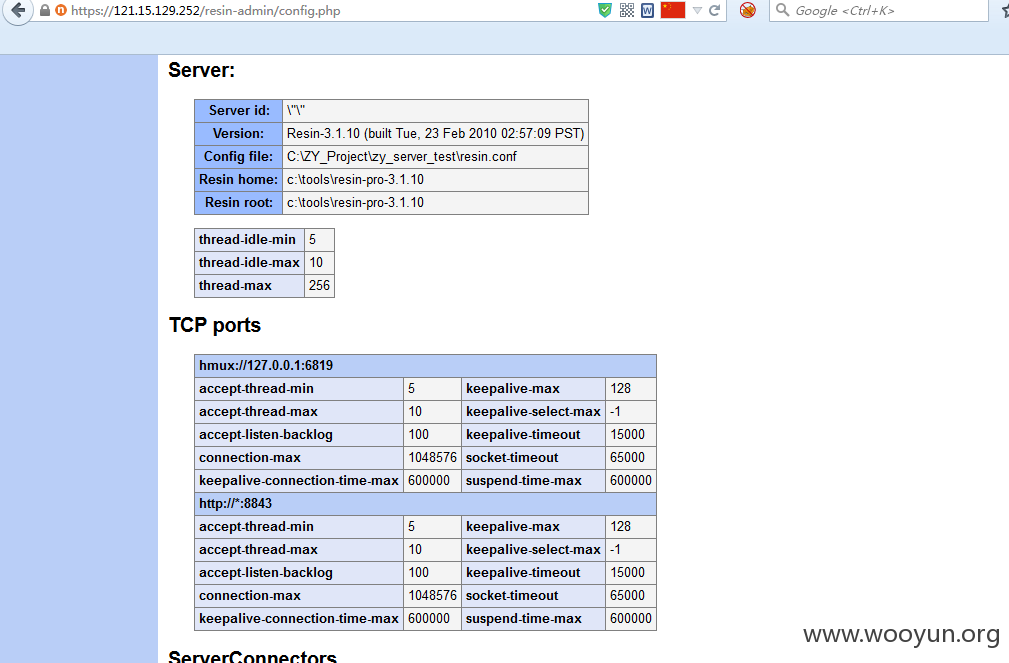 https://121.15.129.252/resin-admin/config.php
Google <Ctrl+K>
Server:
Server id: \"\"
Version: Resin-3.1.10 (built Tue, 23 Feb 2010 02:57:09 PST)
Config file: C:\ZY_Project\zy_server_test\resin.conf
Resin home: c:\tools\resin-pro-3.1.10
Resin root: c:\tools\resin-pro-3.1.10
thread-idle-min 5
thread-idle-max 10
thread-max 256
TCP ports
hmux://127.0.0.1:6819
accept-thread-min 5 keepalive-max 128
accept-thread-max 10 keepalive-select-max -1
accept-listen-backlog 100 keepalive-timeout 15000
connection-max 1048576 socket-timeout 65000
keepalive-connection-time-max 600000 suspend-time-max 600000
http://*:8843
accept-thread-min 5 keepalive-max 128
accept-thread-max 10 keepalive-select-max -1
accept-listen-backlog 100 keepalive-timeout 15000
connection-max 1048576 socket-timeout 65000
keepalive-connection-time-max 600000 suspend-time-max 600000
www.wooyun.org
ServerConnectors